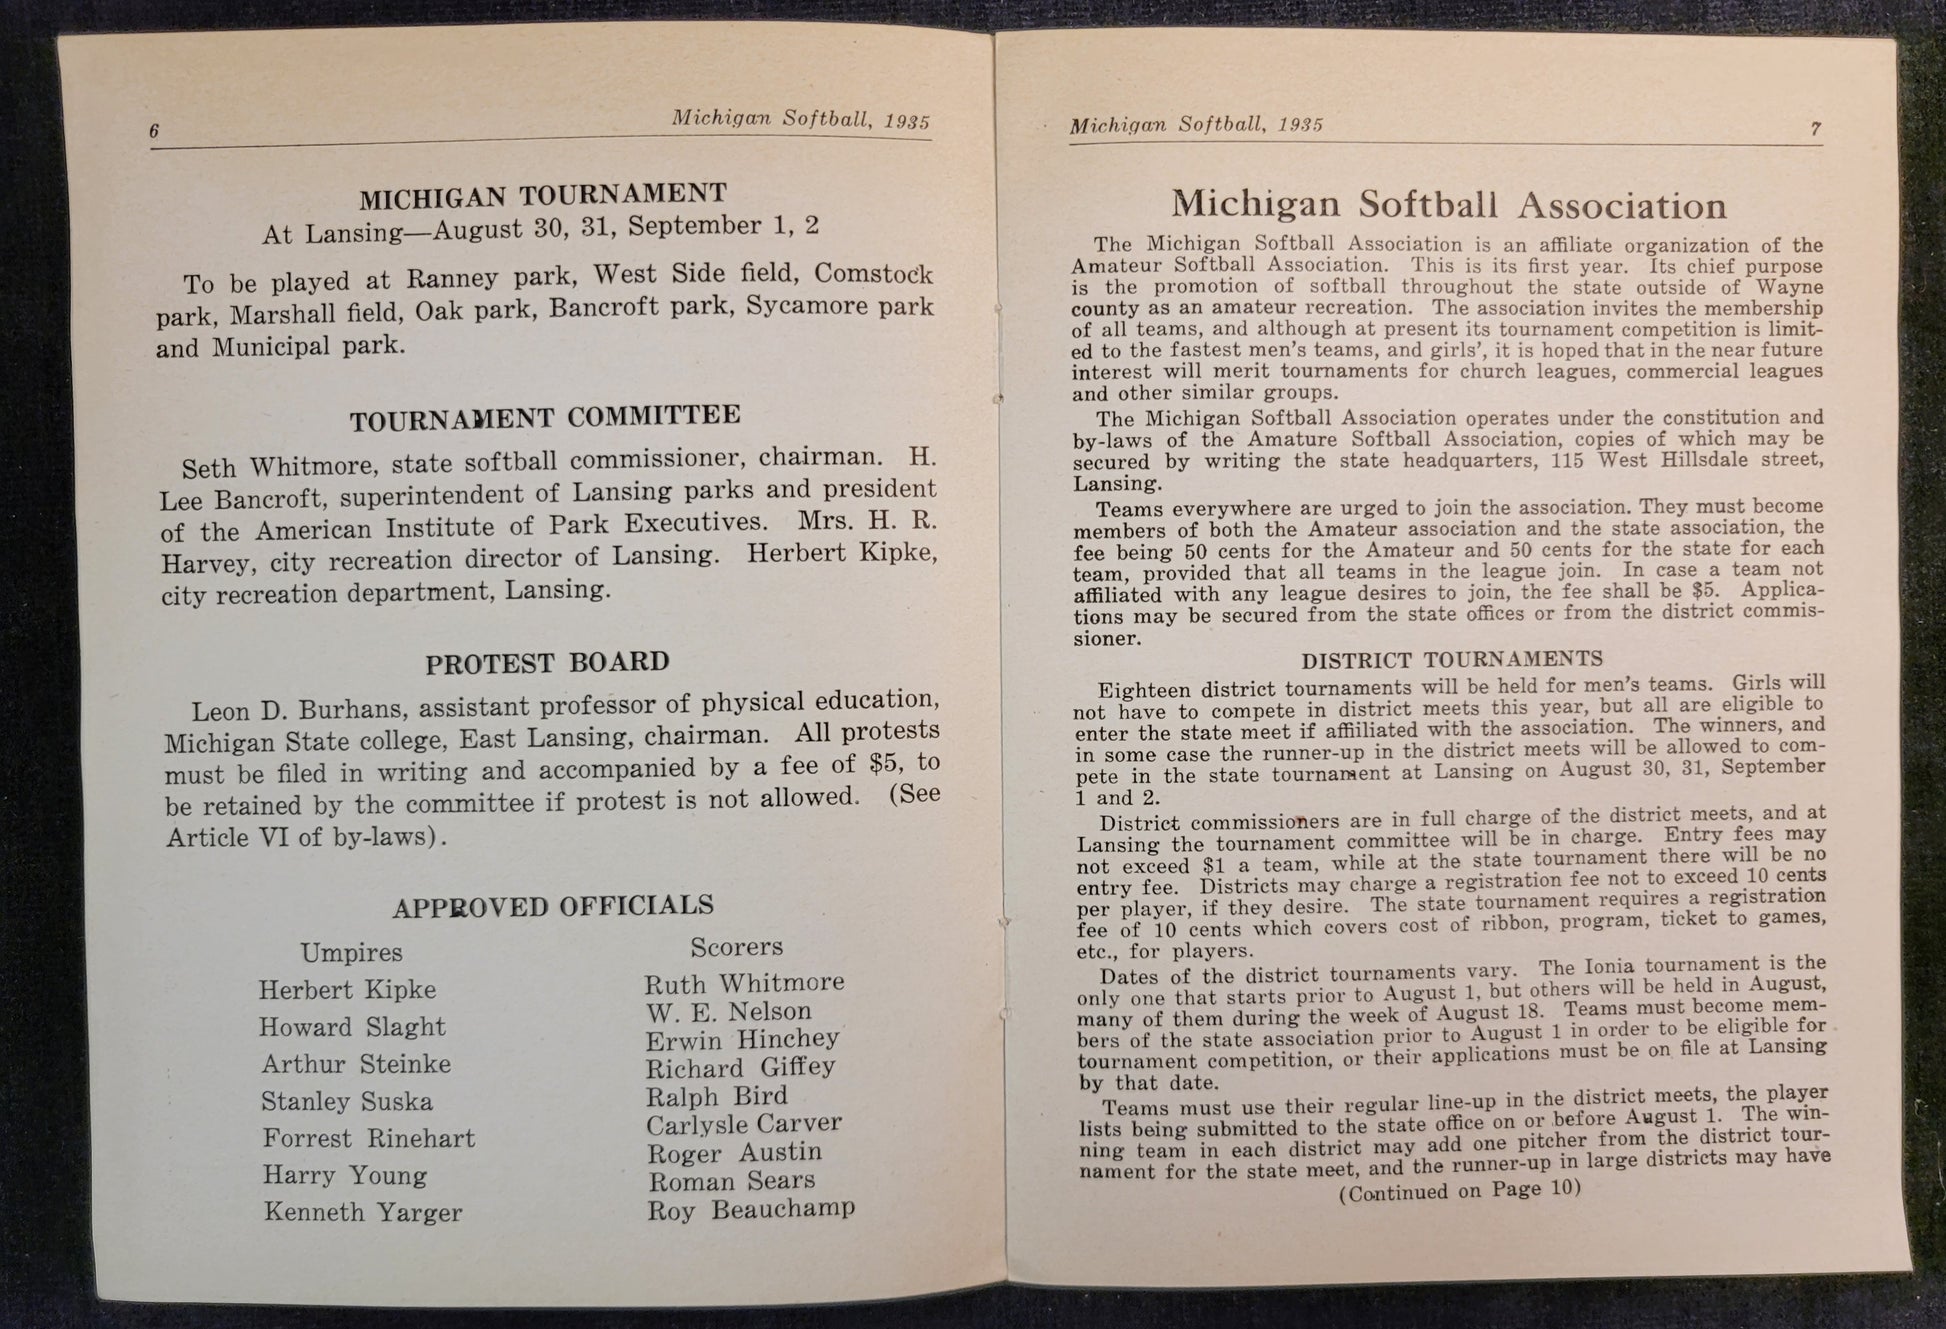 6
Michigan Softball, 1935
MICHIGAN TOURNAMENT
At Lansing—August 30, 31, September 1, 2
To be played at Ranney park, West Side field, Comstock
park, Marshall field, Oak park, Bancroft park, Sycamore park
and Municipal park.
TOURNAMENT COMMITTEE
Seth Whitmore, state softball commissioner, chairman. H.
Lee Bancroft, superintendent of Lansing parks and president
of the American Institute of Park Executives. Mrs. H. R.
Harvey, city recreation director of Lansing. Herbert Kipke,
city recreation department, Lansing.
PROTEST BOARD
Leon D. Burhans, assistant professor of physical education,
Michigan State college, East Lansing, chairman. All protests
must be filed in writing and accompanied by a fee of $5, to
be retained by the committee if protest is not allowed. (See
Article VI of by-laws).
APPROVED OFFICIALS
Umpires
Herbert Kipke
Howard Slaght
Arthur Steinke
Stanley Suska
Forrest Rinehart
Harry Young
Kenneth Yarger
Scorers
Ruth Whitmore
W. E. Nelson
Erwin Hinchey
Richard Giffey
Ralph Bird
Carlysle Carver
Roger Austin
Roman Sears
Roy Beauchamp
Michigan Softball, 1935
7
Michigan Softball Association
The Michigan Softball Association is an affiliate organization of the
Amateur Softball Association. This is its first year. Its chief purpose
is the promotion of softball throughout the state outside of Wayne
county as an amateur recreation. The association invites the membership
of all teams, and although at present its tournament competition is limit-
ed to the fastest men's teams, and girls', it is hoped that in the near future
interest will merit tournaments for church leagues, commercial leagues
and other similar groups.
The Michigan Softball Association operates under the constitution and
by-laws of the Amature Softball Association, copies of which may be
secured by writing the state headquarters, 115 West Hillsdale street,
Lansing.
Teams everywhere are urged to join the association. They must become
members of both the Amateur association and the state association, the
fee being 50 cents for the Amateur and 50 cents for the state for each
team, provided that all teams in the league join. In case a team not
affiliated with any league desires to join, the fee shall be $5. Applica-
tions may be secured from the state offices or from the district commis-
sioner.
DISTRICT TOURNAMENTS
Eighteen district tournaments will be held for men's teams. Girls will
not have to compete in district meets this year, but all are eligible to
enter the state meet if affiliated with the association. The winners, and
in some case the runner-up in the district meets will be allowed to com-
pete in the state tournament at Lansing on August 30, 31, September
1 and 2.
District commissioners are in full charge of the district meets, and at
Lansing the tournament committee will be in charge. Entry fees may
not exceed $1 a team, while at the state tournament there will be no
entry fee. Districts may charge a registration fee not to exceed 10 cents
per player, if they desire. The state tournament requires a registration
fee of 10 cents which covers cost of ribbon, program, ticket to games,
etc., for players.
Dates of the district tournaments vary. The Ionia tournament is the
only one that starts prior to August 1, but others will be held in August,
many of them during the week of August 18. Teams must become mem-
bers of the state association prior to August 1 in order to be eligible for
tournament competition, or their applications must be on file at Lansing
by that date.
Teams must use their regular line-up in the district meets, the player
lists being submitted to the state office on or before August 1. The win-
ning team in each district may add one pitcher from the district tour-
nament for the state meet, and the runner-up in large districts may have
(Continued on Page 10)